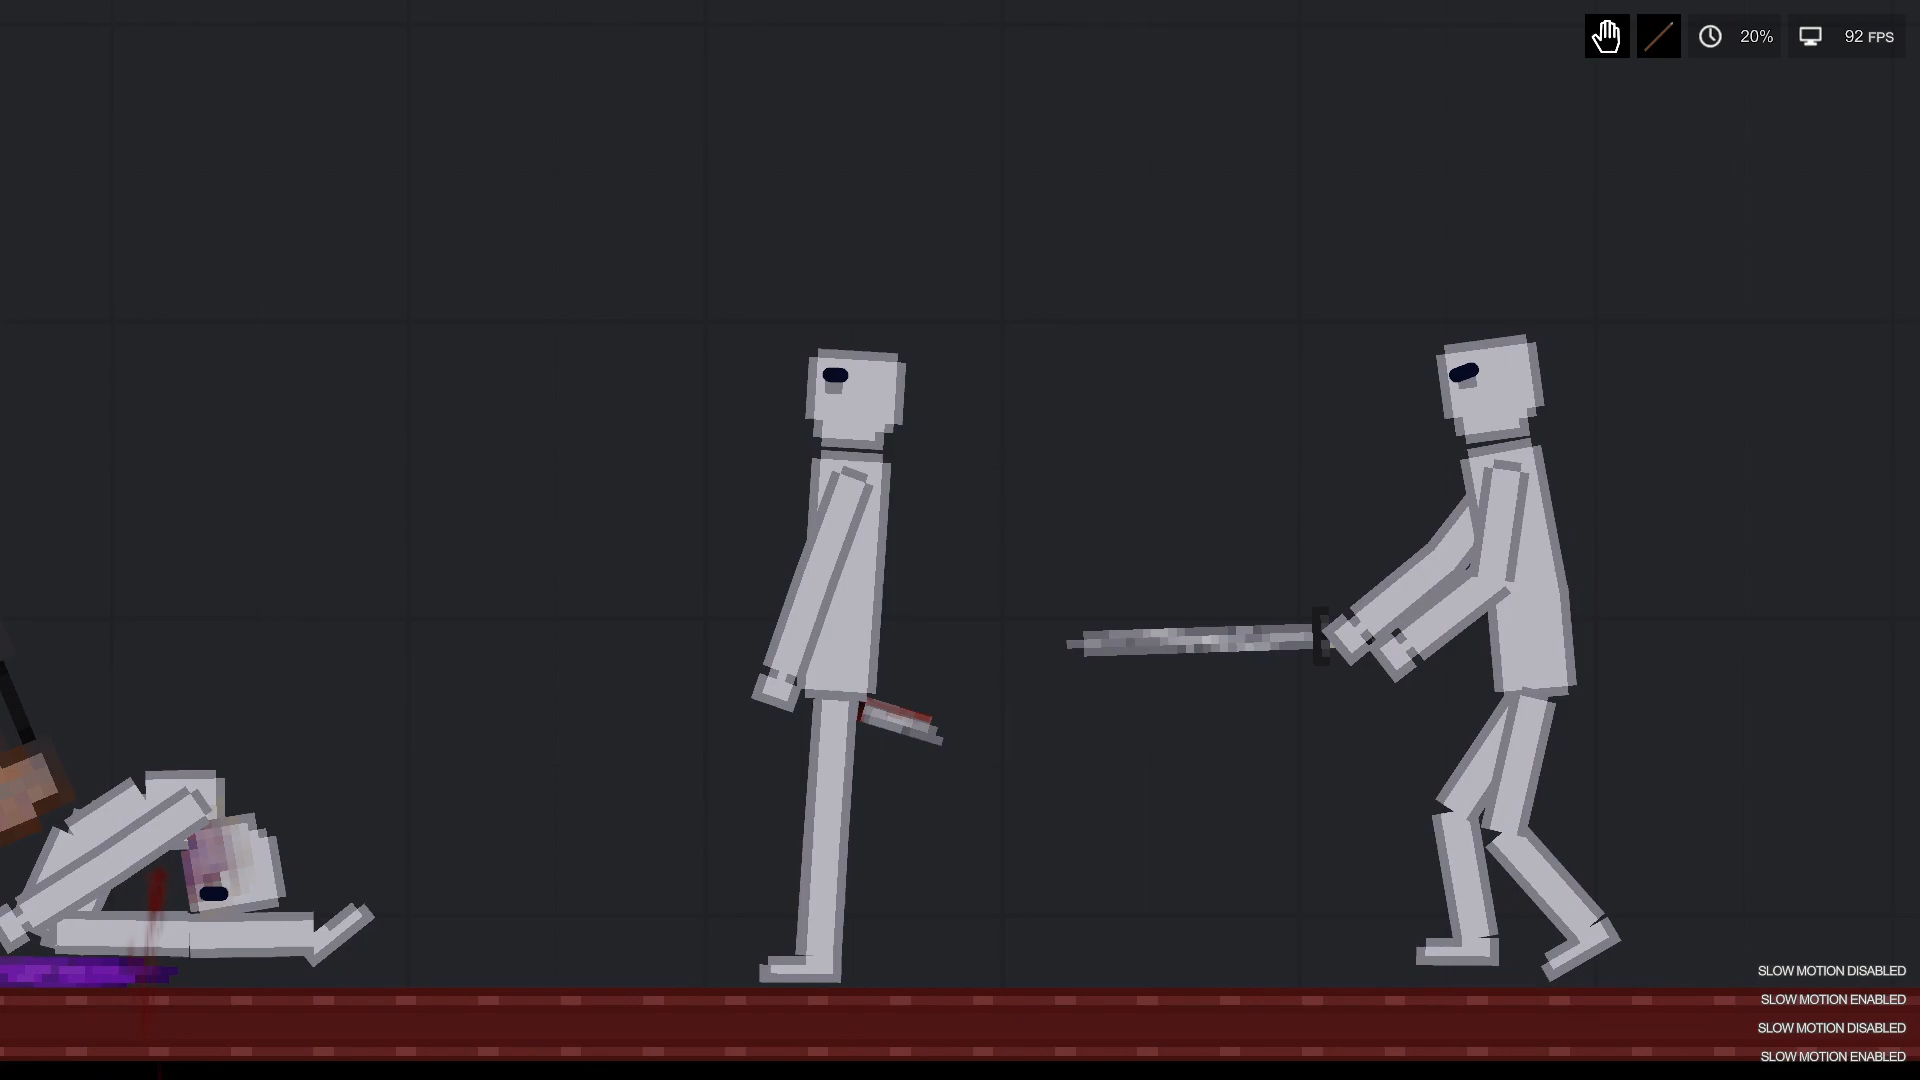 20%
92 FPS
SLOW MOTION DISABLED
SLOW MOTION ENABLED
SLOW MOTION DISABLED
SLOW MOTION ENABLED